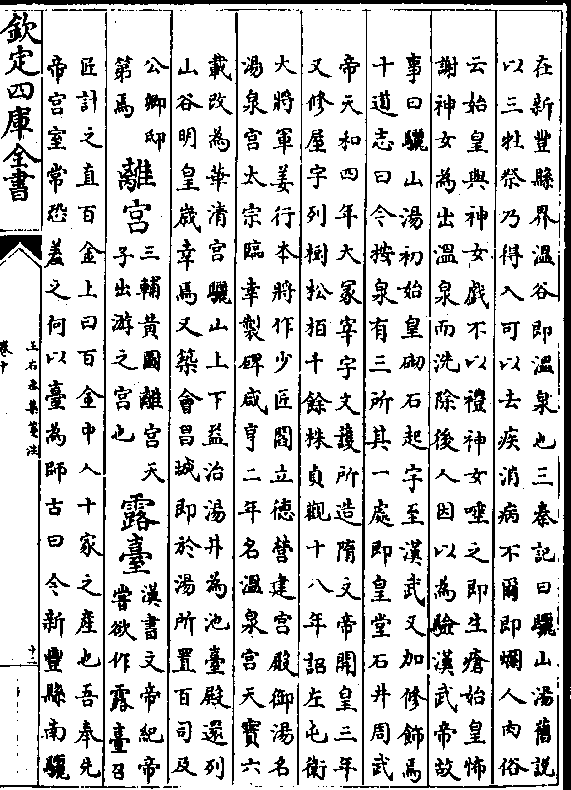 在新豐縣界溫谷即溫泉也三秦記曰驪山湯舊說
以三牲祭乃得入可以去疾消病不爾即爛人肉俗
云始皇與神女戲不以禮神女唾之即生瘡始皇怖
謝神女為出溫泉而洗除後人因以為驗漢武帝故
事曰驪山湯初始皇砌石起宇至漢武又加修飾焉
十道志曰今按泉有三所其一處即皇堂石井周武
帝天和四年大冢宰宇文護所造隋文帝開皇三年
又修屋宇列樹松栢千餘株貞觀十八年詔左屯衛
大將軍姜行本將作少匠閻立德營建宮殿御湯名
湯泉宮太宗臨幸製碑咸亨二年名溫泉宮天寶六
載改為華清宮驪山上下益治湯井為池臺殿還列
山谷明皇歲幸焉又築會昌城即於湯所置百司及
公卿邸
第焉
離宮
三輔黃圖離宮天
子出游之宮也
露臺
漢書文帝紀帝
嘗欲作露臺召
匠計之直百金上曰百金中人十家之產也吾奉先
帝宮室常恐羞之何以臺為師古曰今新豐縣南驪
欽定四庫全書
王右丞集箋注
卷十
十二